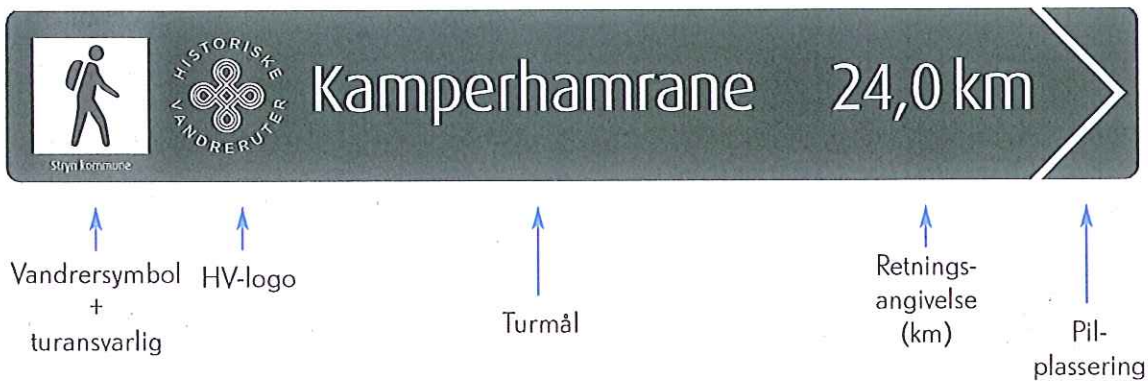 HISTORISKE VANDRERUTER
Kamperhamrane 24,0 km
Stryn kommune
Vandrersymbol
+
turansvarlig
HV-logo
Turmål
Retnings-
angivelse
(km)
Pil-
plassering